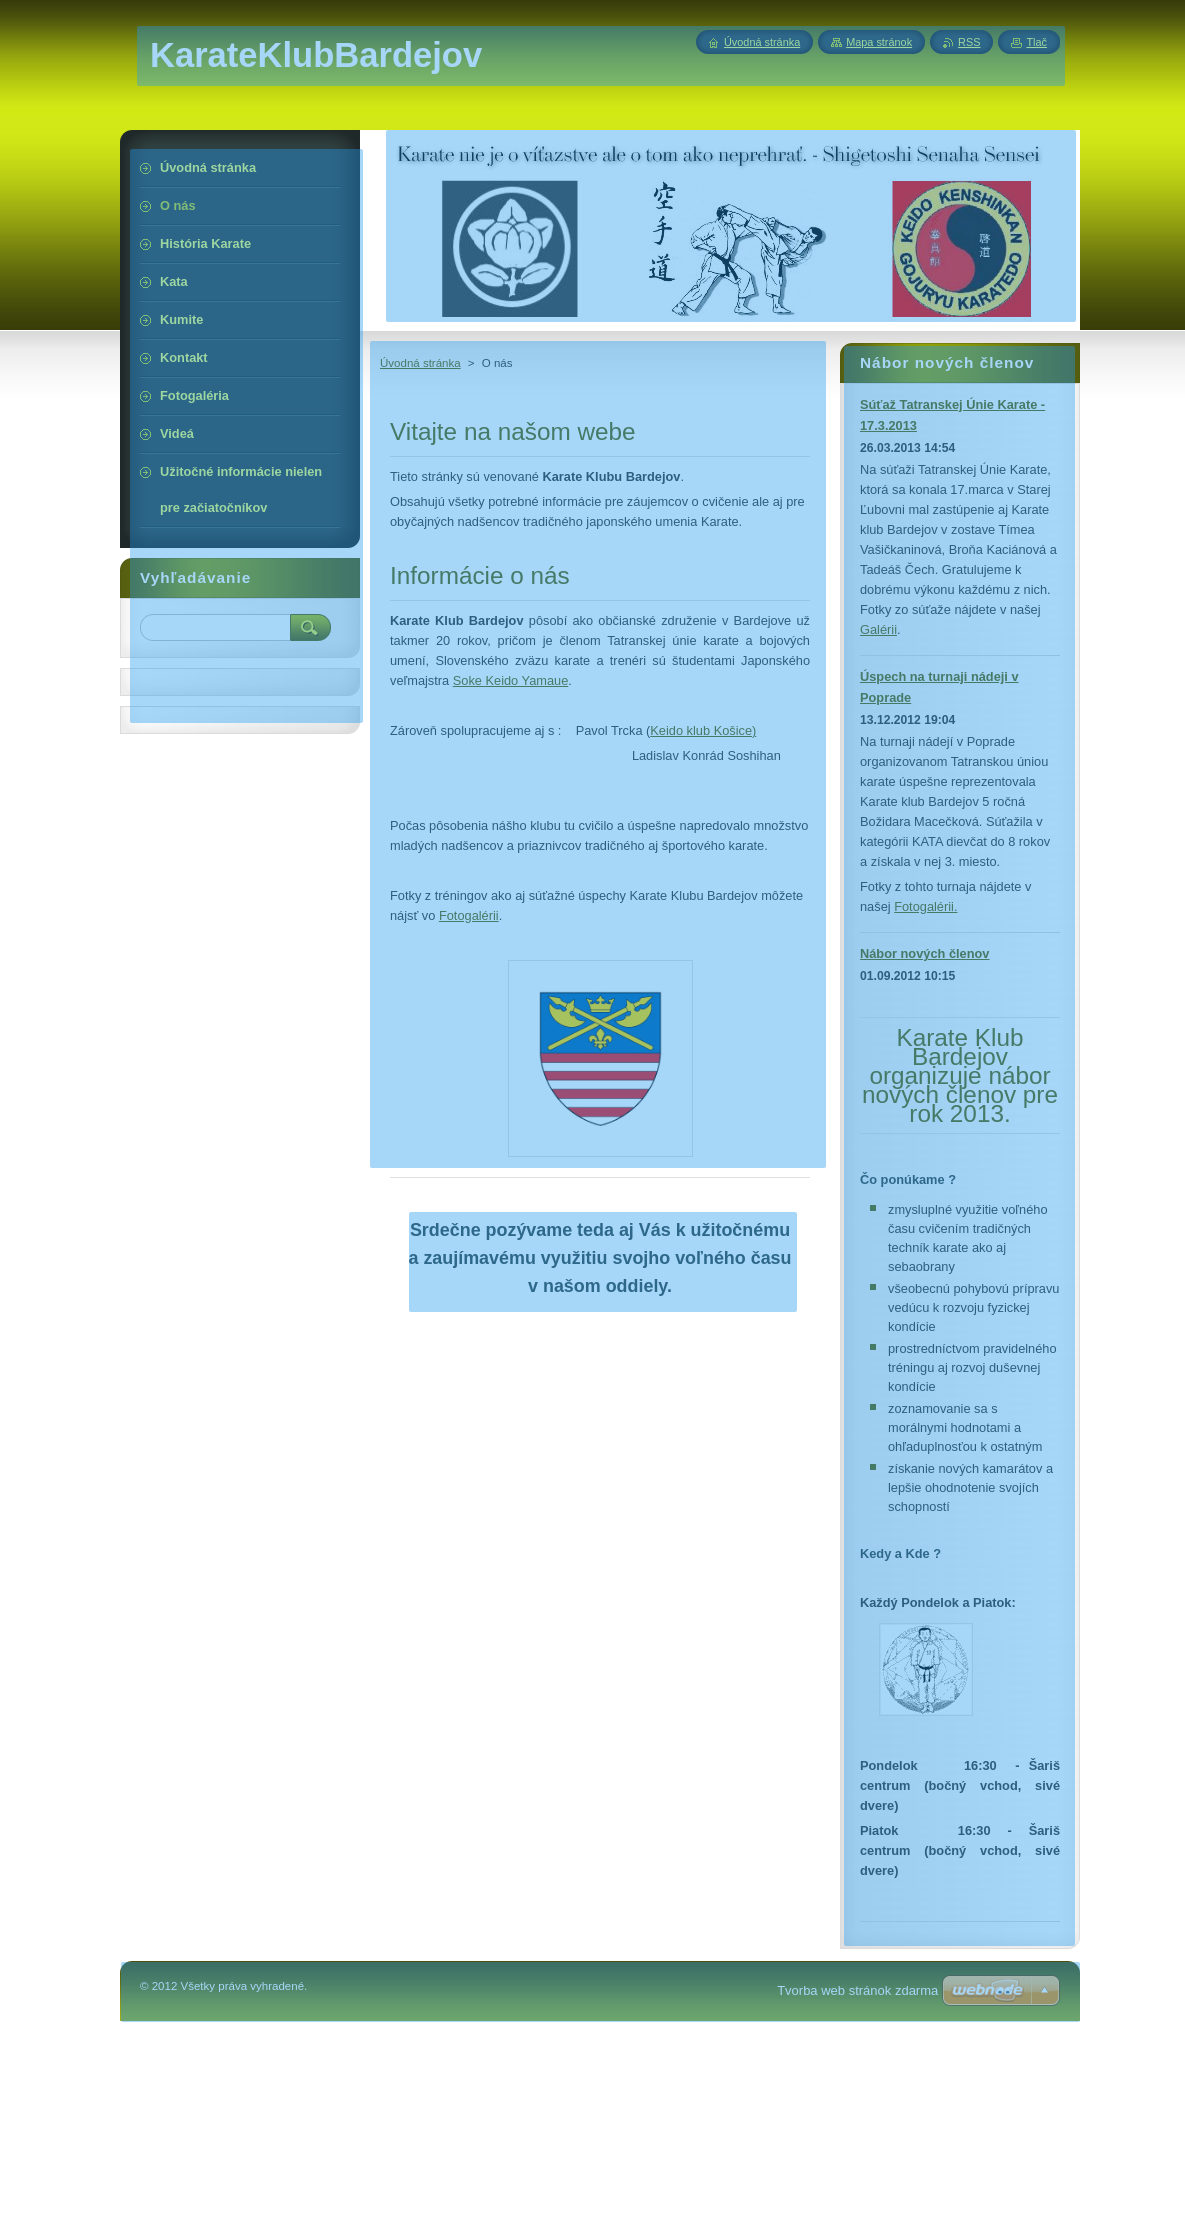 KarateKlubBardejov
Úvodná stránka
Mapa stránok
RSS
Tlač
Karate nie je o víťazstve ale o tom ako neprehrať. - Shigetoshi Senaha Sensei
空
手
道
KEIDO KENSHINKAN
GOJURYU KARATEDO
Úvodná stránka
O nás
História Karate
Kata
Kumite
Kontakt
Fotogaléria
Videá
Užitočné informácie nielen
pre začiatočníkov
Vyhľadávanie
Úvodná stránka > O nás
Vitajte na našom webe
Tieto stránky sú venované Karate Klubu Bardejov.
Obsahujú všetky potrebné informácie pre záujemcov o cvičenie ale aj pre
obyčajných nadšencov tradičného japonského umenia Karate.
Informácie o nás
Karate Klub Bardejov pôsobí ako občianské združenie v Bardejove už
takmer 20 rokov, pričom je členom Tatranskej únie karate a bojových
umení, Slovenského zväzu karate a trenéri sú študentami Japonského
veľmajstra Soke Keido Yamaue.
Zároveň spolupracujeme aj s : Pavol Trcka (Keido klub Košice)
Ladislav Konrád Soshihan
Počas pôsobenia nášho klubu tu cvičilo a úspešne napredovalo množstvo
mladých nadšencov a priaznivcov tradičného aj športového karate.
Fotky z tréningov ako aj súťažné úspechy Karate Klubu Bardejov môžete
nájsť vo Fotogalérii.
Srdečne pozývame teda aj Vás k užitočnému
a zaujímavému využitiu svojho voľného času
v našom oddiely.
Nábor nových členov
Súťaž Tatranskej Únie Karate -
17.3.2013
26.03.2013 14:54
Na súťaži Tatranskej Únie Karate,
ktorá sa konala 17.marca v Starej
Ľubovni mal zastúpenie aj Karate
klub Bardejov v zostave Tímea
Vašičkaninová, Broňa Kaciánová a
Tadeáš Čech. Gratulujeme k
dobrému výkonu každému z nich.
Fotky zo súťaže nájdete v našej
Galérii.
Úspech na turnaji nádeji v
Poprade
13.12.2012 19:04
Na turnaji nádejí v Poprade
organizovanom Tatranskou úniou
karate úspešne reprezentovala
Karate klub Bardejov 5 ročná
Božidara Macečková. Súťažila v
kategórii KATA dievčat do 8 rokov
a získala v nej 3. miesto.
Fotky z tohto turnaja nájdete v
našej Fotogalérii.
Nábor nových členov
01.09.2012 10:15
Karate Klub
Bardejov
organizuje nábor
nových členov pre
rok 2013.
Čo ponúkame ?
zmysluplné využitie voľného
času cvičením tradičných
techník karate ako aj
sebaobrany
všeobecnú pohybovú prípravu
vedúcu k rozvoju fyzickej
kondície
prostredníctvom pravidelného
tréningu aj rozvoj duševnej
kondície
zoznamovanie sa s
morálnymi hodnotami a
ohľaduplnosťou k ostatným
získanie nových kamarátov a
lepšie ohodnotenie svojích
schopností
Kedy a Kde ?
Každý Pondelok a Piatok:
Pondelok 16:30 - Šariš
centrum (bočný vchod, sivé
dvere)
Piatok 16:30 - Šariš
centrum (bočný vchod, sivé
dvere)
© 2012 Všetky práva vyhradené.
Tvorba web stránok zdarma webnode